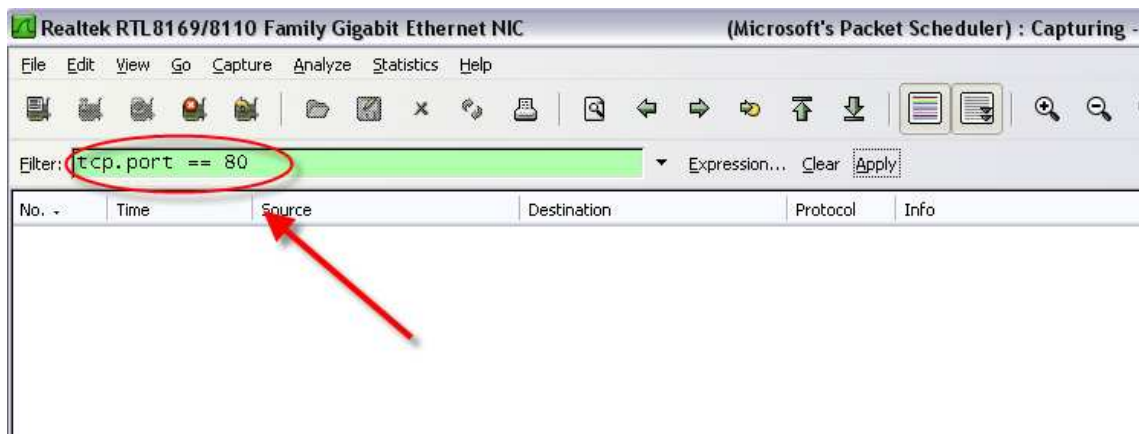 Realtek RTL8169/8110 Family Gigabit Ethernet NIC (Microsoft's Packet Scheduler) : Capturing -
File Edit View Go Capture Analyze Statistics Help
Filter: tcp.port == 80 Expression... Clear Apply
No. Time Source Destination Protocol Info